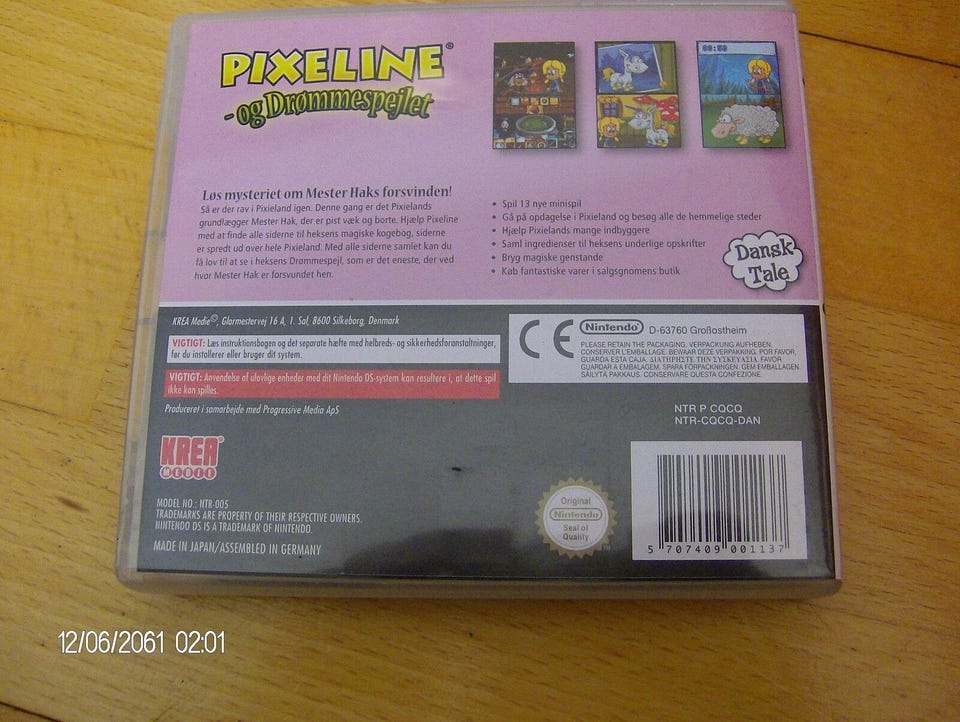 PIXELINE®
- og Drømmespejlet
00:50
Løs mysteriet om Mester Haks forsvinden!
Så er der rav i Pixieland igen. Denne gang er det Pixielands
grundlægger Mester Hak, der er pist væk og borte. Hjælp Pixeline
med at finde alle siderne til heksens magiske kogebog, siderne
er spredt ud over hele Pixieland. Med alle siderne samlet kan du
få lov til at se i heksens Drømmespejl, som er det eneste, der ved
hvor Mester Hak er forsvundet hen.
• Spil 13 nye minispil
• Gå på opdagelse i Pixieland og besøg alle de hemmelige steder
• Hjælp Pixielands mange indbyggere
• Saml ingredienser til heksens underlige opskrifter
• Bryg magiske genstande
• Køb fantastiske varer i salgsgnomens butik
Dansk
Tale
KREA Medie©, Glarmestervej 16 A, 1. Sal, 8600 Silkeborg, Denmark
VIGTIGT: Læs instruktionsbogen og det separate hæfte med helbreds- og sikkerhedsforanstaltninger,
før du installerer eller bruger dit system.
VIGTIGT: Anvendelse af ulovlige enheder med dit Nintendo DS-system kan resultere i, at dette spil
ikke kan spilles.
Produceret i samarbejde med Progressive Media ApS
CE
Nintendo® D-63760 Großostheim
PLEASE RETAIN THE PACKAGING. VERPACKUNG AUFHEBEN.
CONSERVER L'EMBALLAGE. BEWAAR DEZE VERPAKKING. POR FAVOR,
GUARDA ESTA CAJA. ΔΙΑΤΗΡΗΣΤΕ ΤΗΝ ΣΥΣΚΕΥΑΣΙΑ. FAVOR
GUARDAR A EMBALAGEM. SPARA FÖRPACKNINGEN. GEM EMBALLAGEN.
SÄILYTÄ PAKKAUS. CONSERVARE QUESTA CONFEZIONE.
NTR P CQCQ
NTR-CQCQ-DAN
KREA®
MEDIE
MODEL NO.: NTR-005
TRADEMARKS ARE PROPERTY OF THEIR RESPECTIVE OWNERS.
NINTENDO DS IS A TRADEMARK OF NINTENDO.
MADE IN JAPAN/ASSEMBLED IN GERMANY
Original
Nintendo
Seal of
Quality
TM
5 707409 001137
12/06/2061 02:01